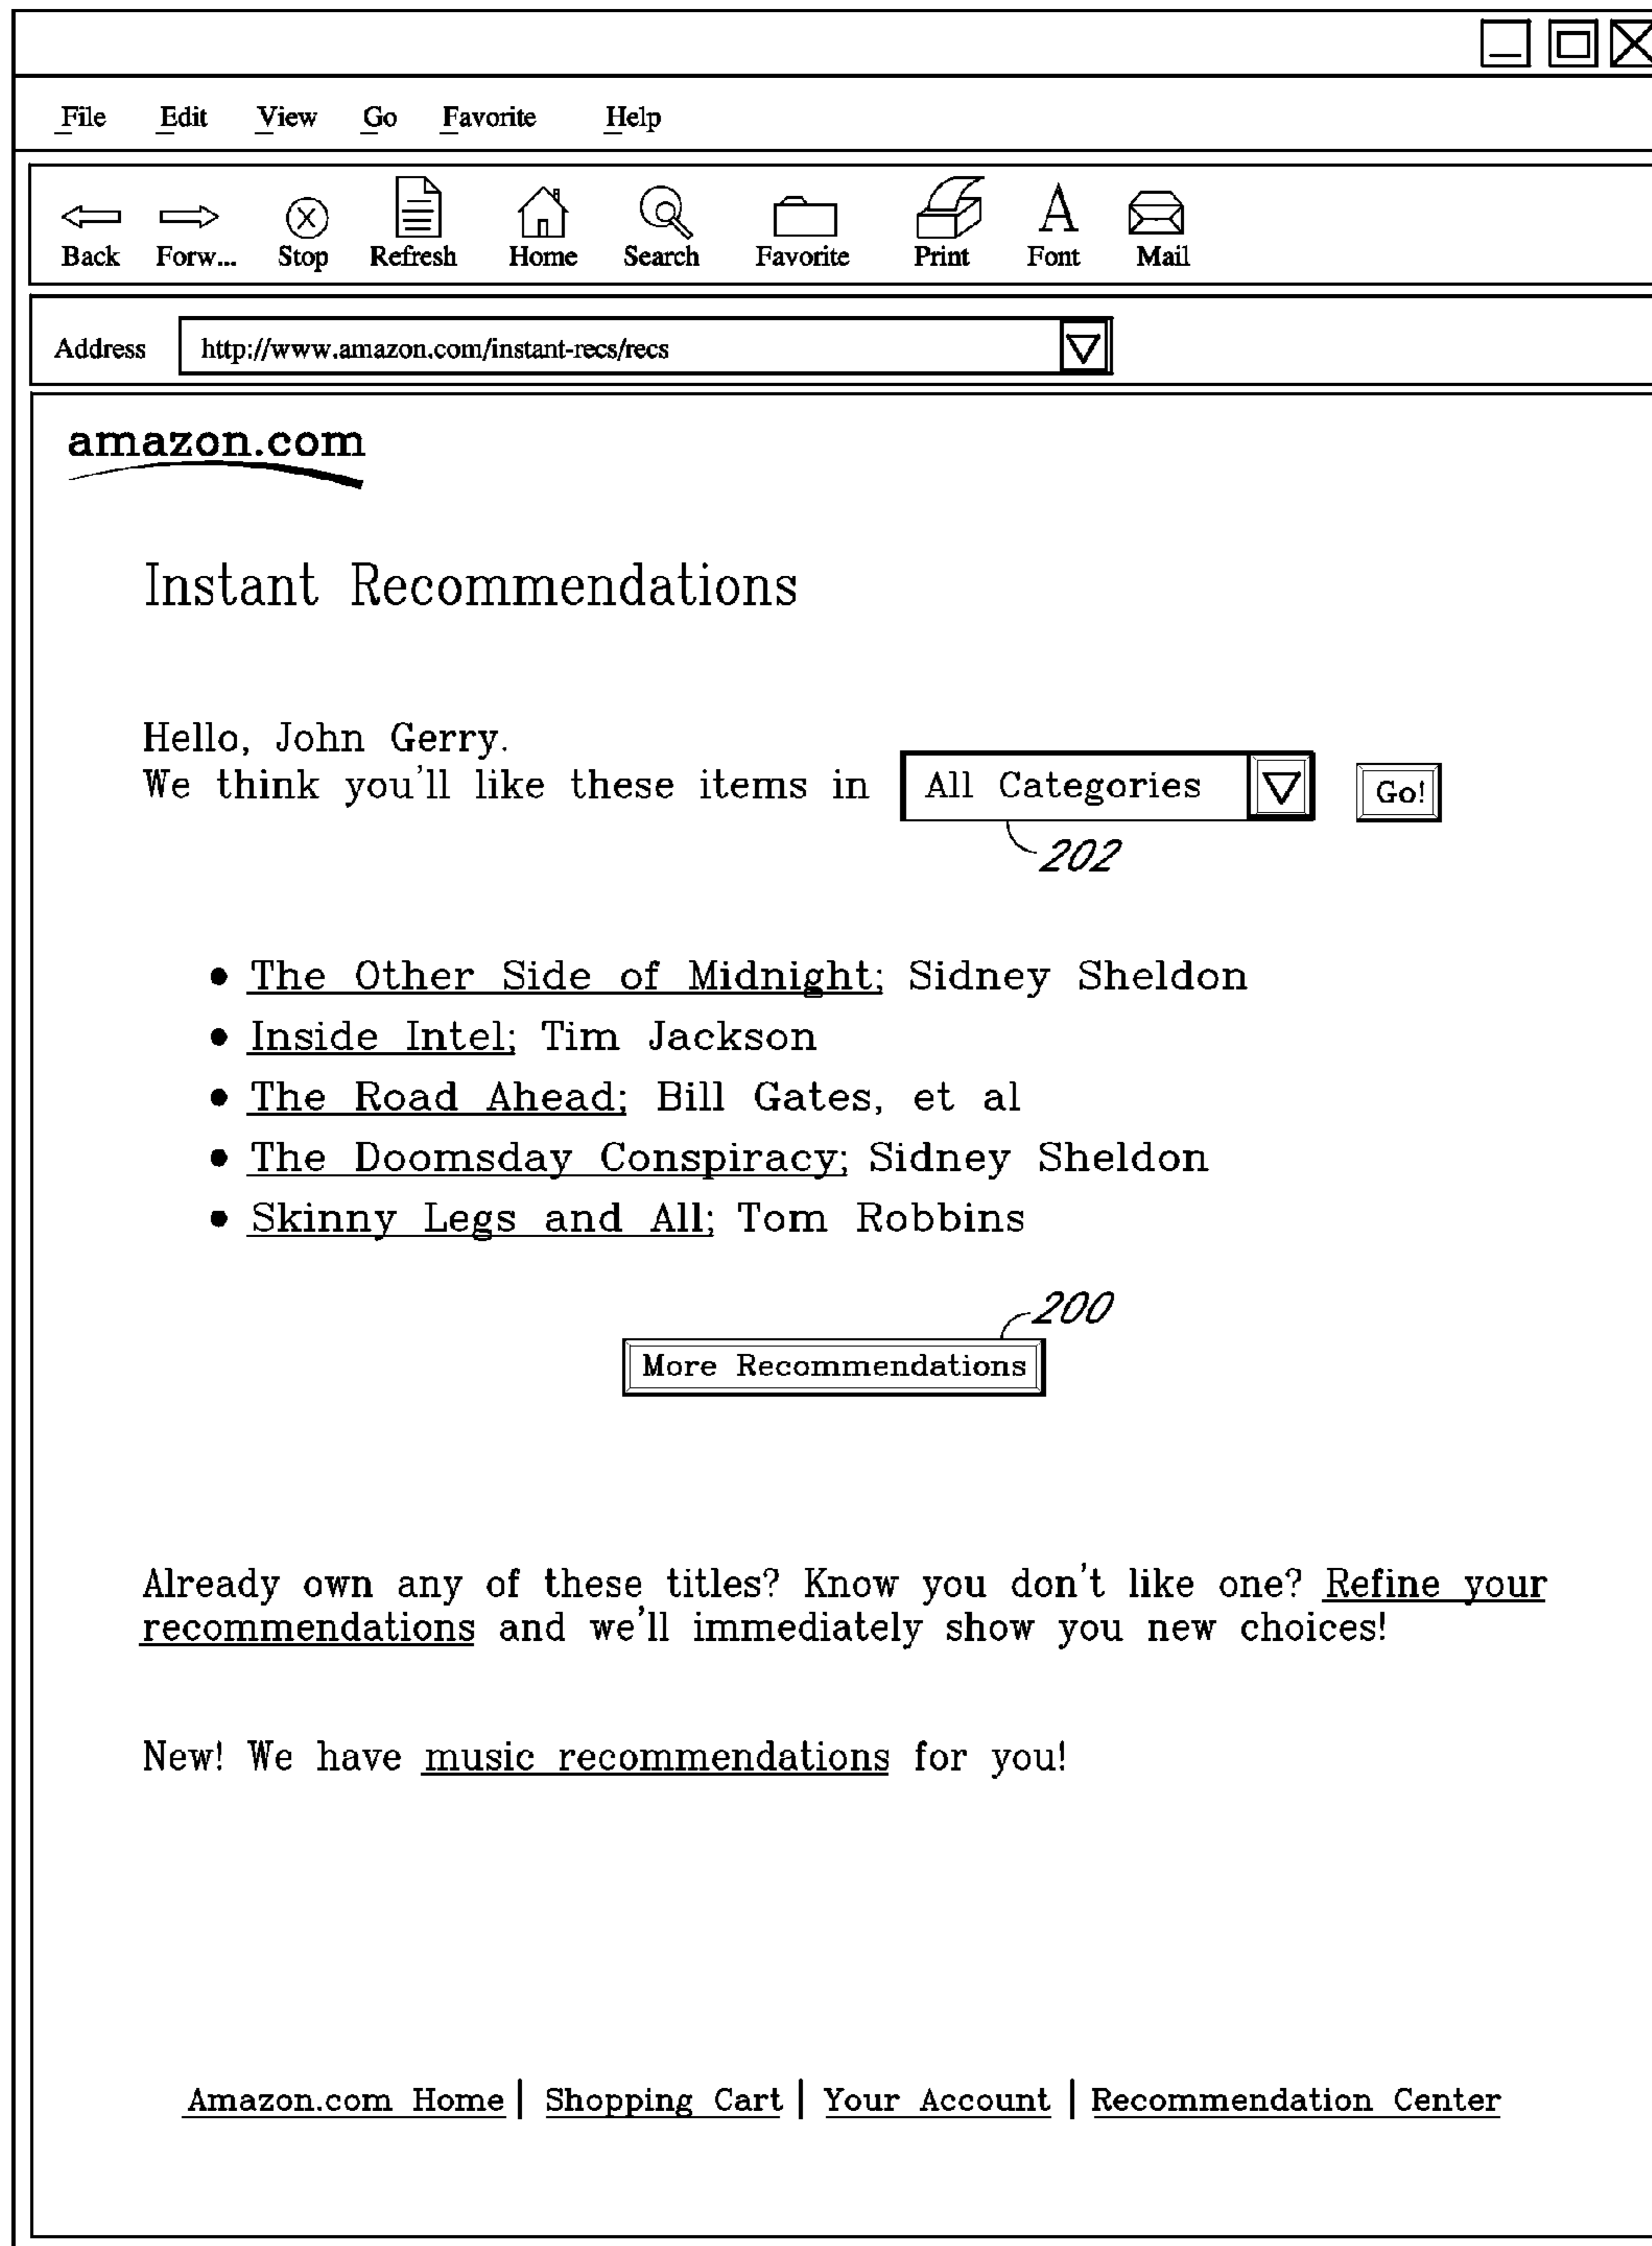 File Edit View Go Favorite Help
Back Forw... Stop Refresh Home Search Favorite Print Font Mail
Address http://www.amazon.com/instant-recs/recs
amazon.com
Instant Recommendations
Hello, John Gerry.
We think you'll like these items in All Categories Go!
202
• The Other Side of Midnight; Sidney Sheldon
• Inside Intel; Tim Jackson
• The Road Ahead; Bill Gates, et al
• The Doomsday Conspiracy; Sidney Sheldon
• Skinny Legs and All; Tom Robbins
200
More Recommendations
Already own any of these titles? Know you don't like one? Refine your
recommendations and we'll immediately show you new choices!
New! We have music recommendations for you!
Amazon.com Home | Shopping Cart | Your Account | Recommendation Center